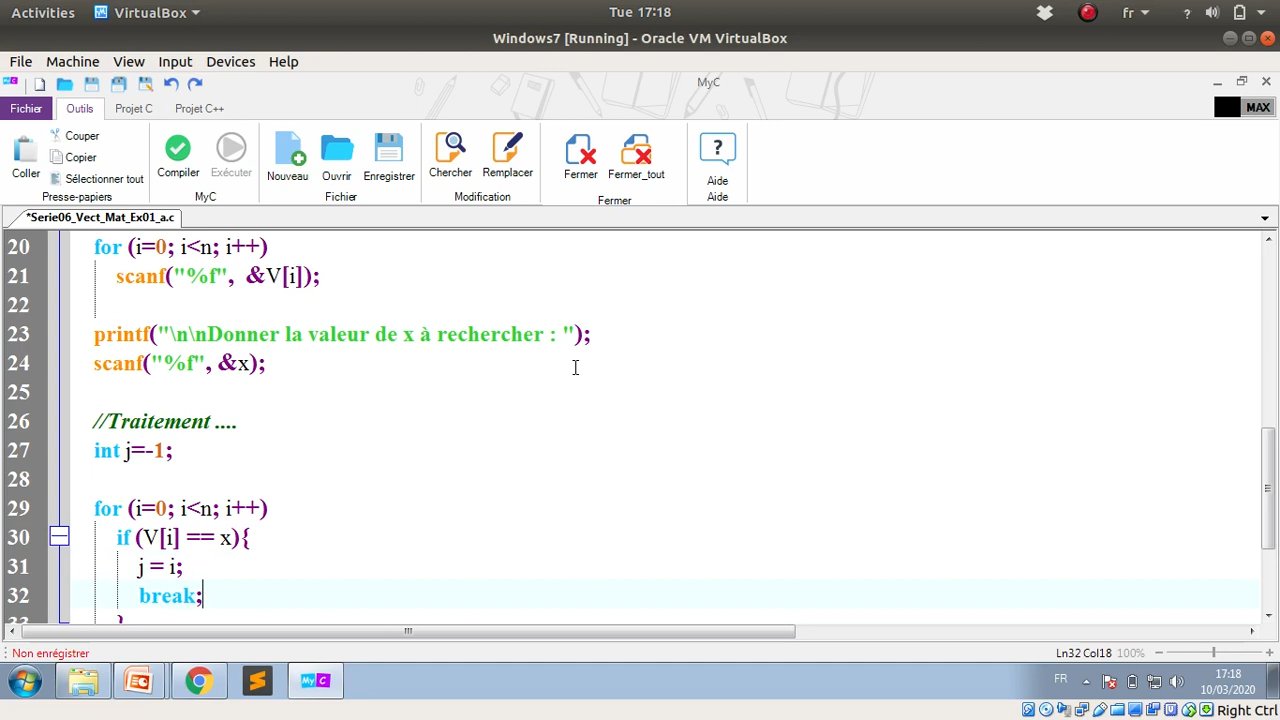 Activities VirtualBox Tue 17:18 fr ?
Windows7 [Running] - Oracle VM VirtualBox
File Machine View Input Devices Help
MyC MyC
Fichier Outils Projet C Projet C++ MAX
Coller Couper
Copier
Sélectionner tout
Compiler Exécuter Nouveau Ouvrir Enregistrer Chercher Remplacer Fermer Fermer_tout Aide
Presse-papiers MyC Fichier Modification Fermer Aide
*Serie06_Vect_Mat_Ex01_a.c
20 for (i=0; i<n; i++)
21 scanf("%f", &V[i]);
22
23 printf("\n\nDonner la valeur de x à rechercher : ");
24 scanf("%f", &x);
25
26 //Traitement ....
27 int j=-1;
28
29 for (i=0; i<n; i++)
30 if (V[i] == x){
31 j = i;
32 break;
33 }
Non enregistrer Ln32 Col18 100%
MyC FR 17:18
10/03/2020
Right Ctrl